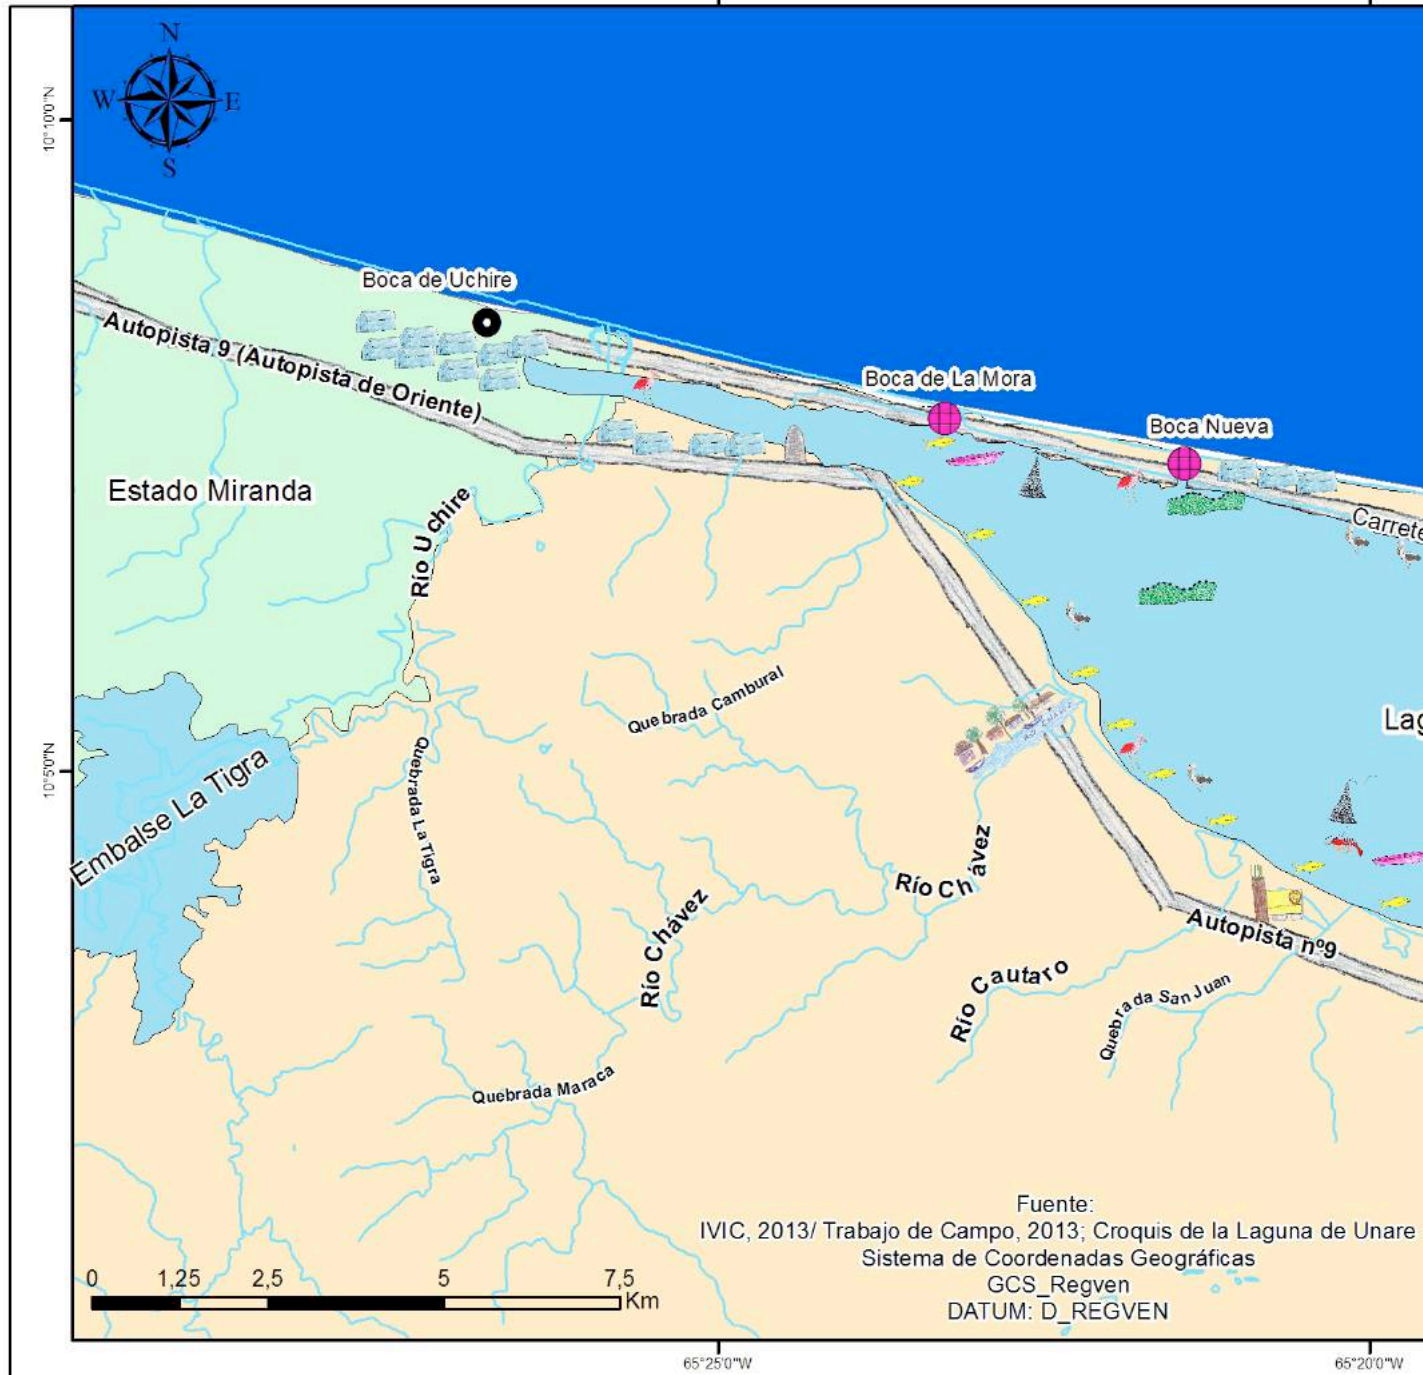 N
W E
S
10°10'0"N
Boca de Uchire
Autopista 9 (Autopista de Oriente)
Boca de La Mora
Boca Nueva
Estado Miranda
Río Uchire
Carrete
Quebrada Cambural
Lag
10°5'0"N
Embalse La Tigra
Quebrada La Tigra
Río Chávez
Río Chávez
Autopista nº9
Río Cautaro
Quebrada San Juan
Quebrada Maraca
Fuente:
IVIC, 2013/ Trabajo de Campo, 2013; Croquis de la Laguna de Unare
Sistema de Coordenadas Geográficas
GCS_Regven
DATUM: D_REGVEN
0 1,25 2,5 5 7,5
Km
65°25'0"W 65°20'0"W